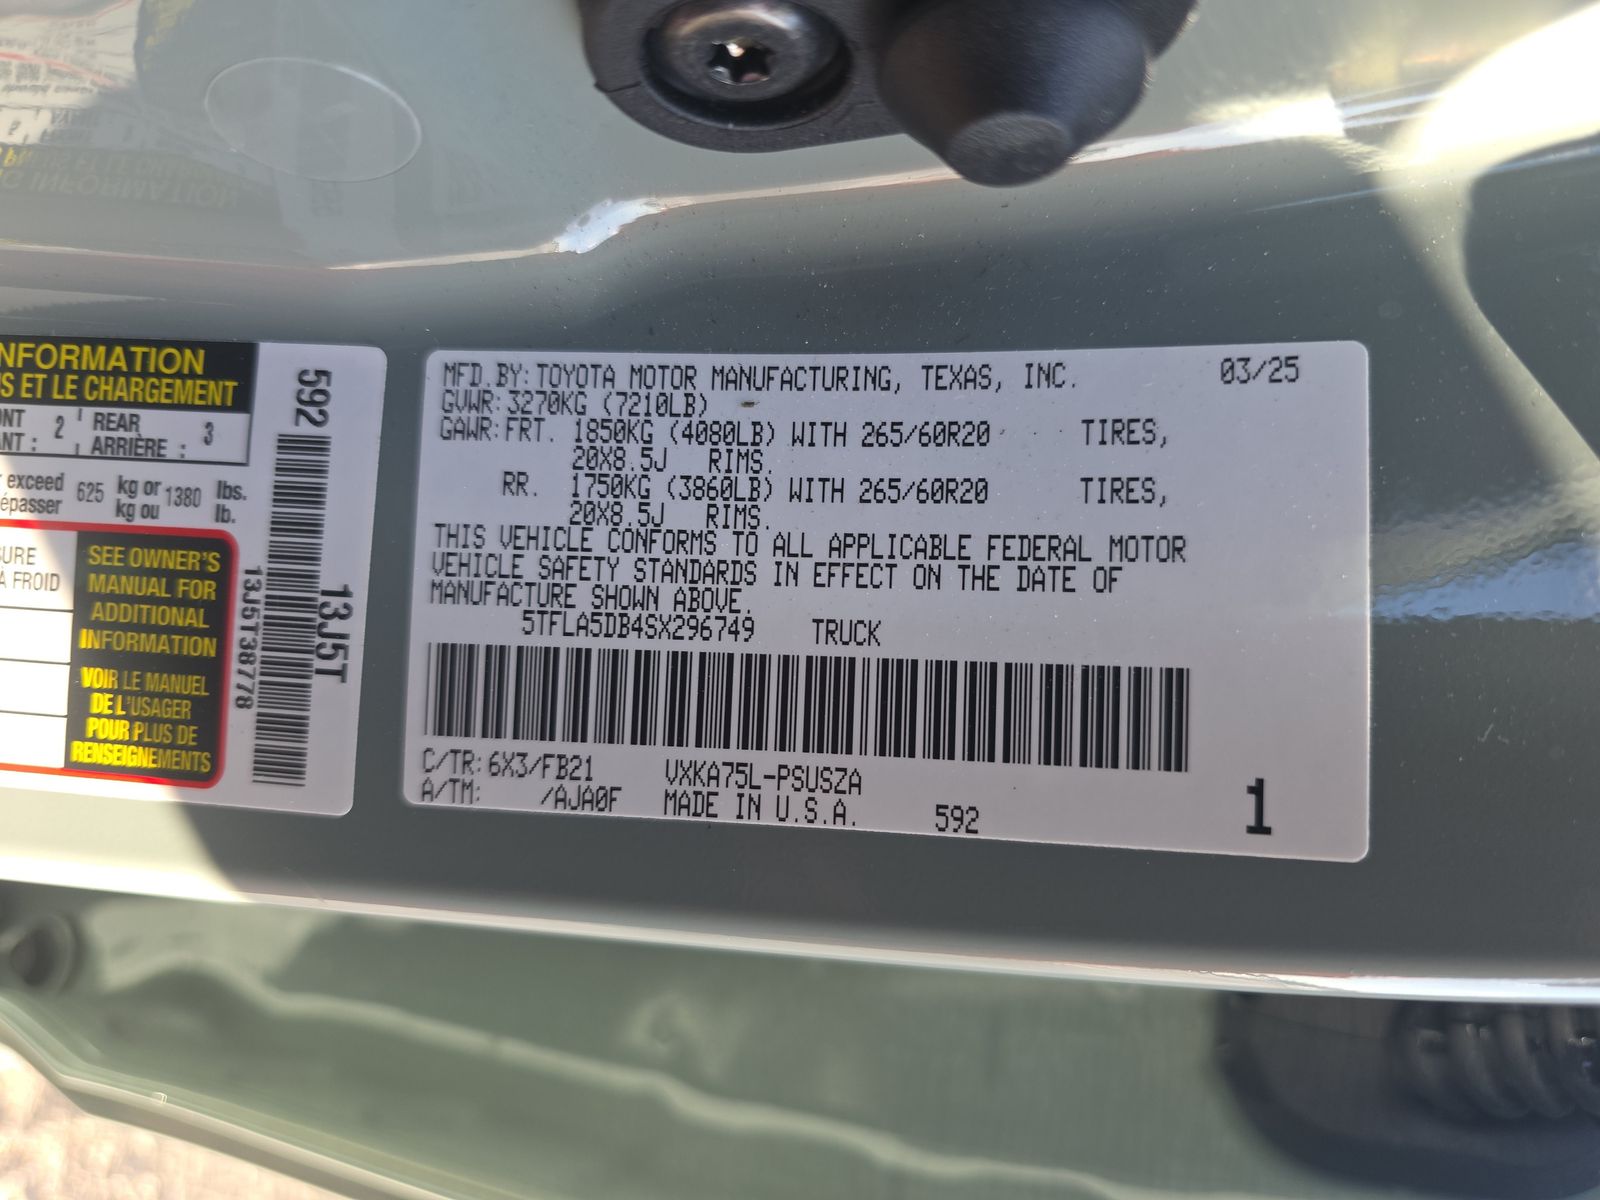 NFORMATION
US ET LE CHARGEMENT
2 REAR
ARRIÈRE : 3
exceed 625 kg or 1380 lbs.
kg ou lb.
À FROID
SEE OWNER'S
MANUAL FOR
ADDITIONAL
INFORMATION
VOIR LE MANUEL
DE L'USAGER
POUR PLUS DE
RENSEIGNEMENTS
592
13J5T
13J5T38778
MFD.BY:TOYOTA MOTOR MANUFACTURING, TEXAS, INC. 03/25
GVWR:3270KG (7210LB)
GAWR:FRT. 1850KG (4080LB) WITH 265/60R20 TIRES,
20X8.5J RIMS.
RR. 1750KG (3860LB) WITH 265/60R20 TIRES,
20X8.5J RIMS.
THIS VEHICLE CONFORMS TO ALL APPLICABLE FEDERAL MOTOR
VEHICLE SAFETY STANDARDS IN EFFECT ON THE DATE OF
MANUFACTURE SHOWN ABOVE.
5TFLA5DB4SX296749 TRUCK
C/TR:6X3/FB21 VXKA75L-PSUSZA
A/TM: /AJA0F MADE IN U.S.A. 592 1